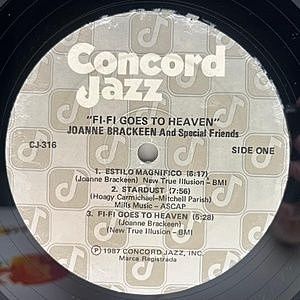 Concord
Jazz
"FI-FI GOES TO HEAVEN"
JOANNE BRACKEEN And Special Friends
CJ-316
SIDE ONE
1. ESTILO MAGNIFICO (6:17)
(Joanne Brackeen) New True Illusion – BMI
2. STARDUST (7:56)
(Hoagy Carmichael–Mitchell Parish)
Mills Music – ASCAP
3. FI-FI GOES TO HEAVEN (5:28)
(Joanne Brackeen)
(New True Illusion – BMI)
℗ 1987 CONCORD JAZZ, INC.
Marca Registrada